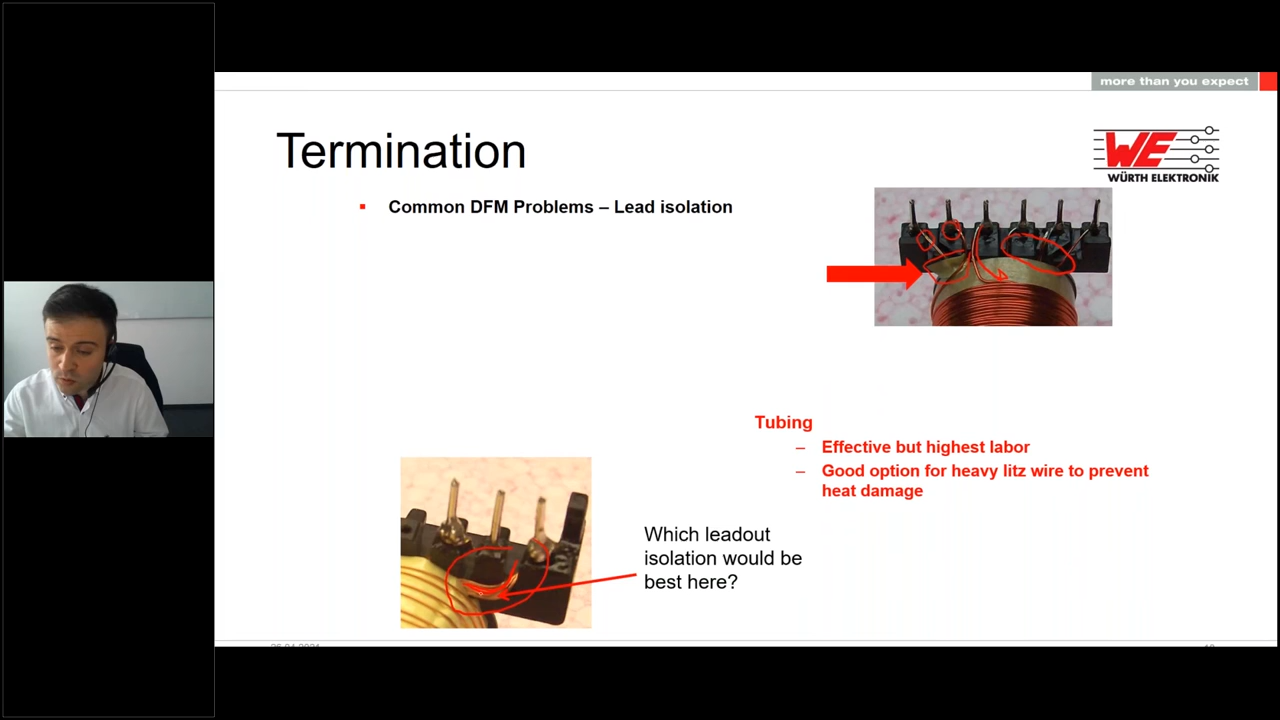 more than you expect
Termination
WE
WÜRTH ELEKTRONIK
▪ Common DFM Problems – Lead isolation
Tubing
– Effective but highest labor
– Good option for heavy litz wire to prevent
heat damage
Which leadout
isolation would be
best here?